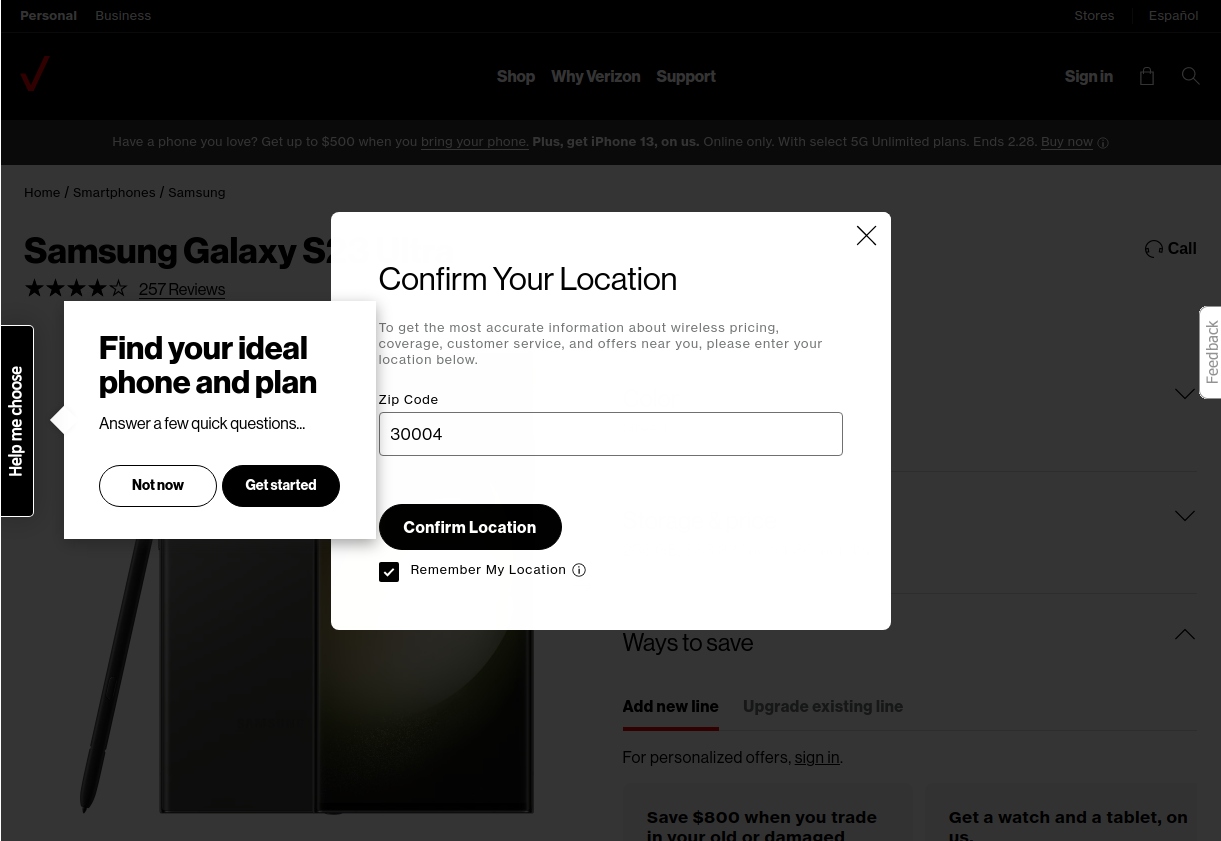 Personal Business Stores Español
Shop Why Verizon Support Sign in
Have a phone you love? Get up to $500 when you bring your phone. Plus, get iPhone 13, on us. Online only. With select 5G Unlimited plans. Ends 2.28. Buy now
Home / Smartphones / Samsung
Samsung Galaxy
Call
257 Reviews
Confirm Your Location
To get the most accurate information about wireless pricing,
coverage, customer service, and offers near you, please enter your
location below.
Zip Code
30004
Confirm Location
Remember My Location
Find your ideal
phone and plan
Answer a few quick questions...
Not now Get started
Help me choose
Feedback
Ways to save
Add new line Upgrade existing line
For personalized offers, sign in.
Save $800 when you trade
in your old or damaged
Get a watch and a tablet, on
us.